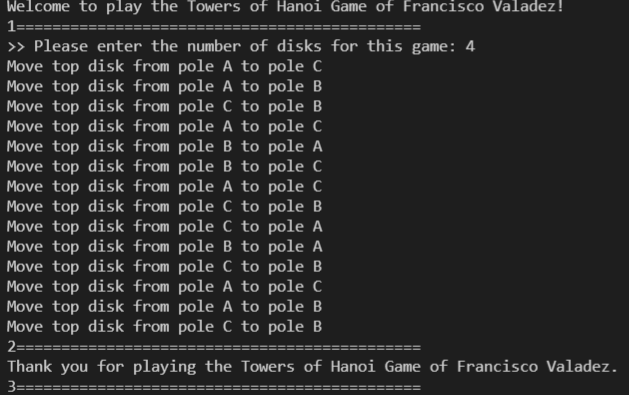 Welcome to play the Towers of Hanoi Game of Francisco Valadez!
1=============================================
>> Please enter the number of disks for this game: 4
Move top disk from pole A to pole C
Move top disk from pole A to pole B
Move top disk from pole C to pole B
Move top disk from pole A to pole C
Move top disk from pole B to pole A
Move top disk from pole B to pole C
Move top disk from pole A to pole C
Move top disk from pole C to pole B
Move top disk from pole C to pole A
Move top disk from pole B to pole A
Move top disk from pole C to pole B
Move top disk from pole A to pole C
Move top disk from pole A to pole B
Move top disk from pole C to pole B
2=============================================
Thank you for playing the Towers of Hanoi Game of Francisco Valadez.
3=============================================